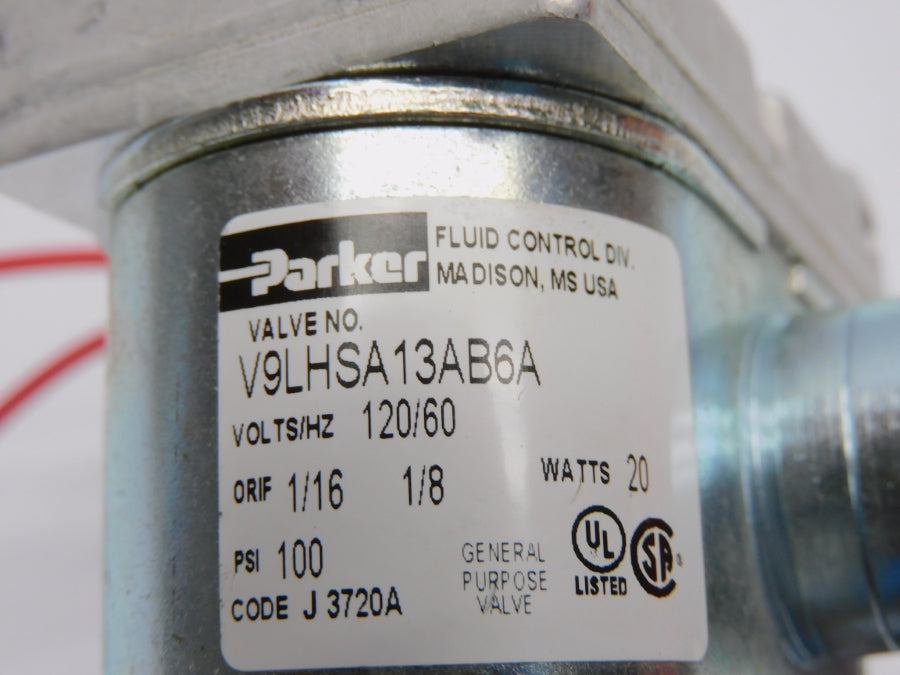 Parker
FLUID CONTROL DIV.
MADISON, MS USA
VALVE NO.
V9LHSA13AB6A
VOLTS/HZ 120/60
ORIF 1/16 1/8 WATTS 20
PSI 100
CODE J 3720A
GENERAL
PURPOSE
VALVE
UL
LISTED
SA
®